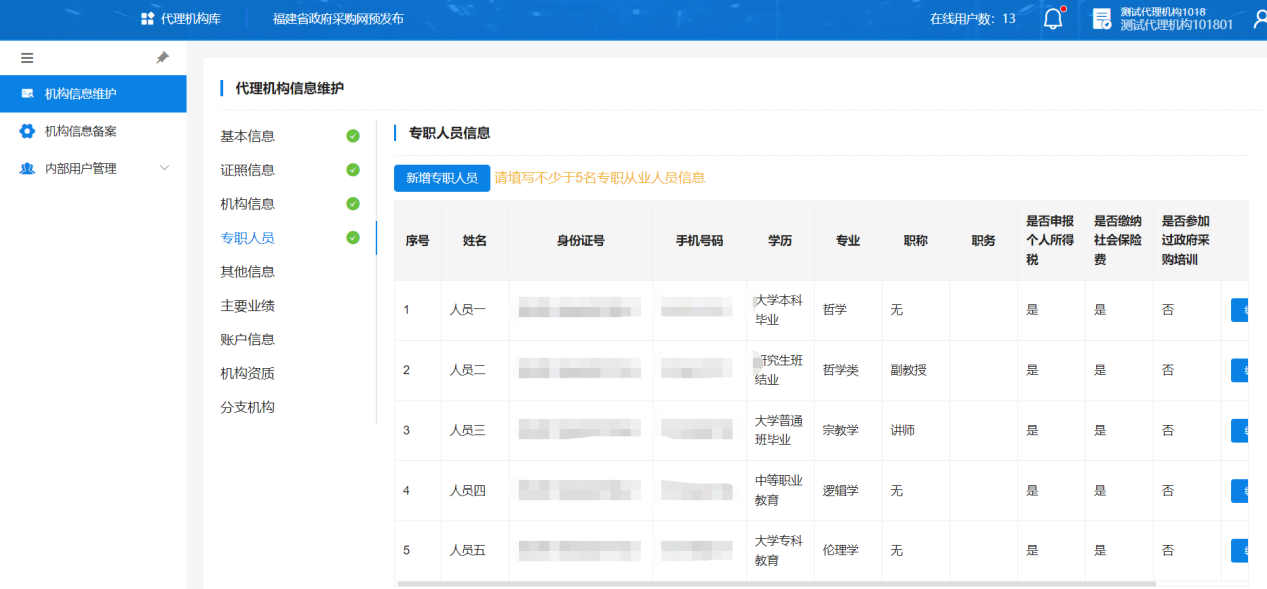 代理机构库 福建省政府采购网预发布 在线用户数：13 测试代理机构1018
测试代理机构101801
机构信息维护
机构信息备案
内部用户管理
代理机构信息维护
基本信息
证照信息
机构信息
专职人员
其他信息
主要业绩
账户信息
机构资质
分支机构
专职人员信息
新增专职人员 请填写不少于5名专职从业人员信息
序号 姓名 身份证号 手机号码 学历 专业 职称 职务 是否申报个人所得税 是否缴纳社会保险费 是否参加过政府采购培训
1 人员一 大学本科毕业 哲学 无 是 是 否
2 人员二 研究生班结业 哲学类 副教授 是 是 否
3 人员三 大学普通班毕业 宗教学 讲师 是 是 否
4 人员四 中等职业教育 逻辑学 无 是 是 否
5 人员五 大学专科教育 伦理学 无 是 是 否